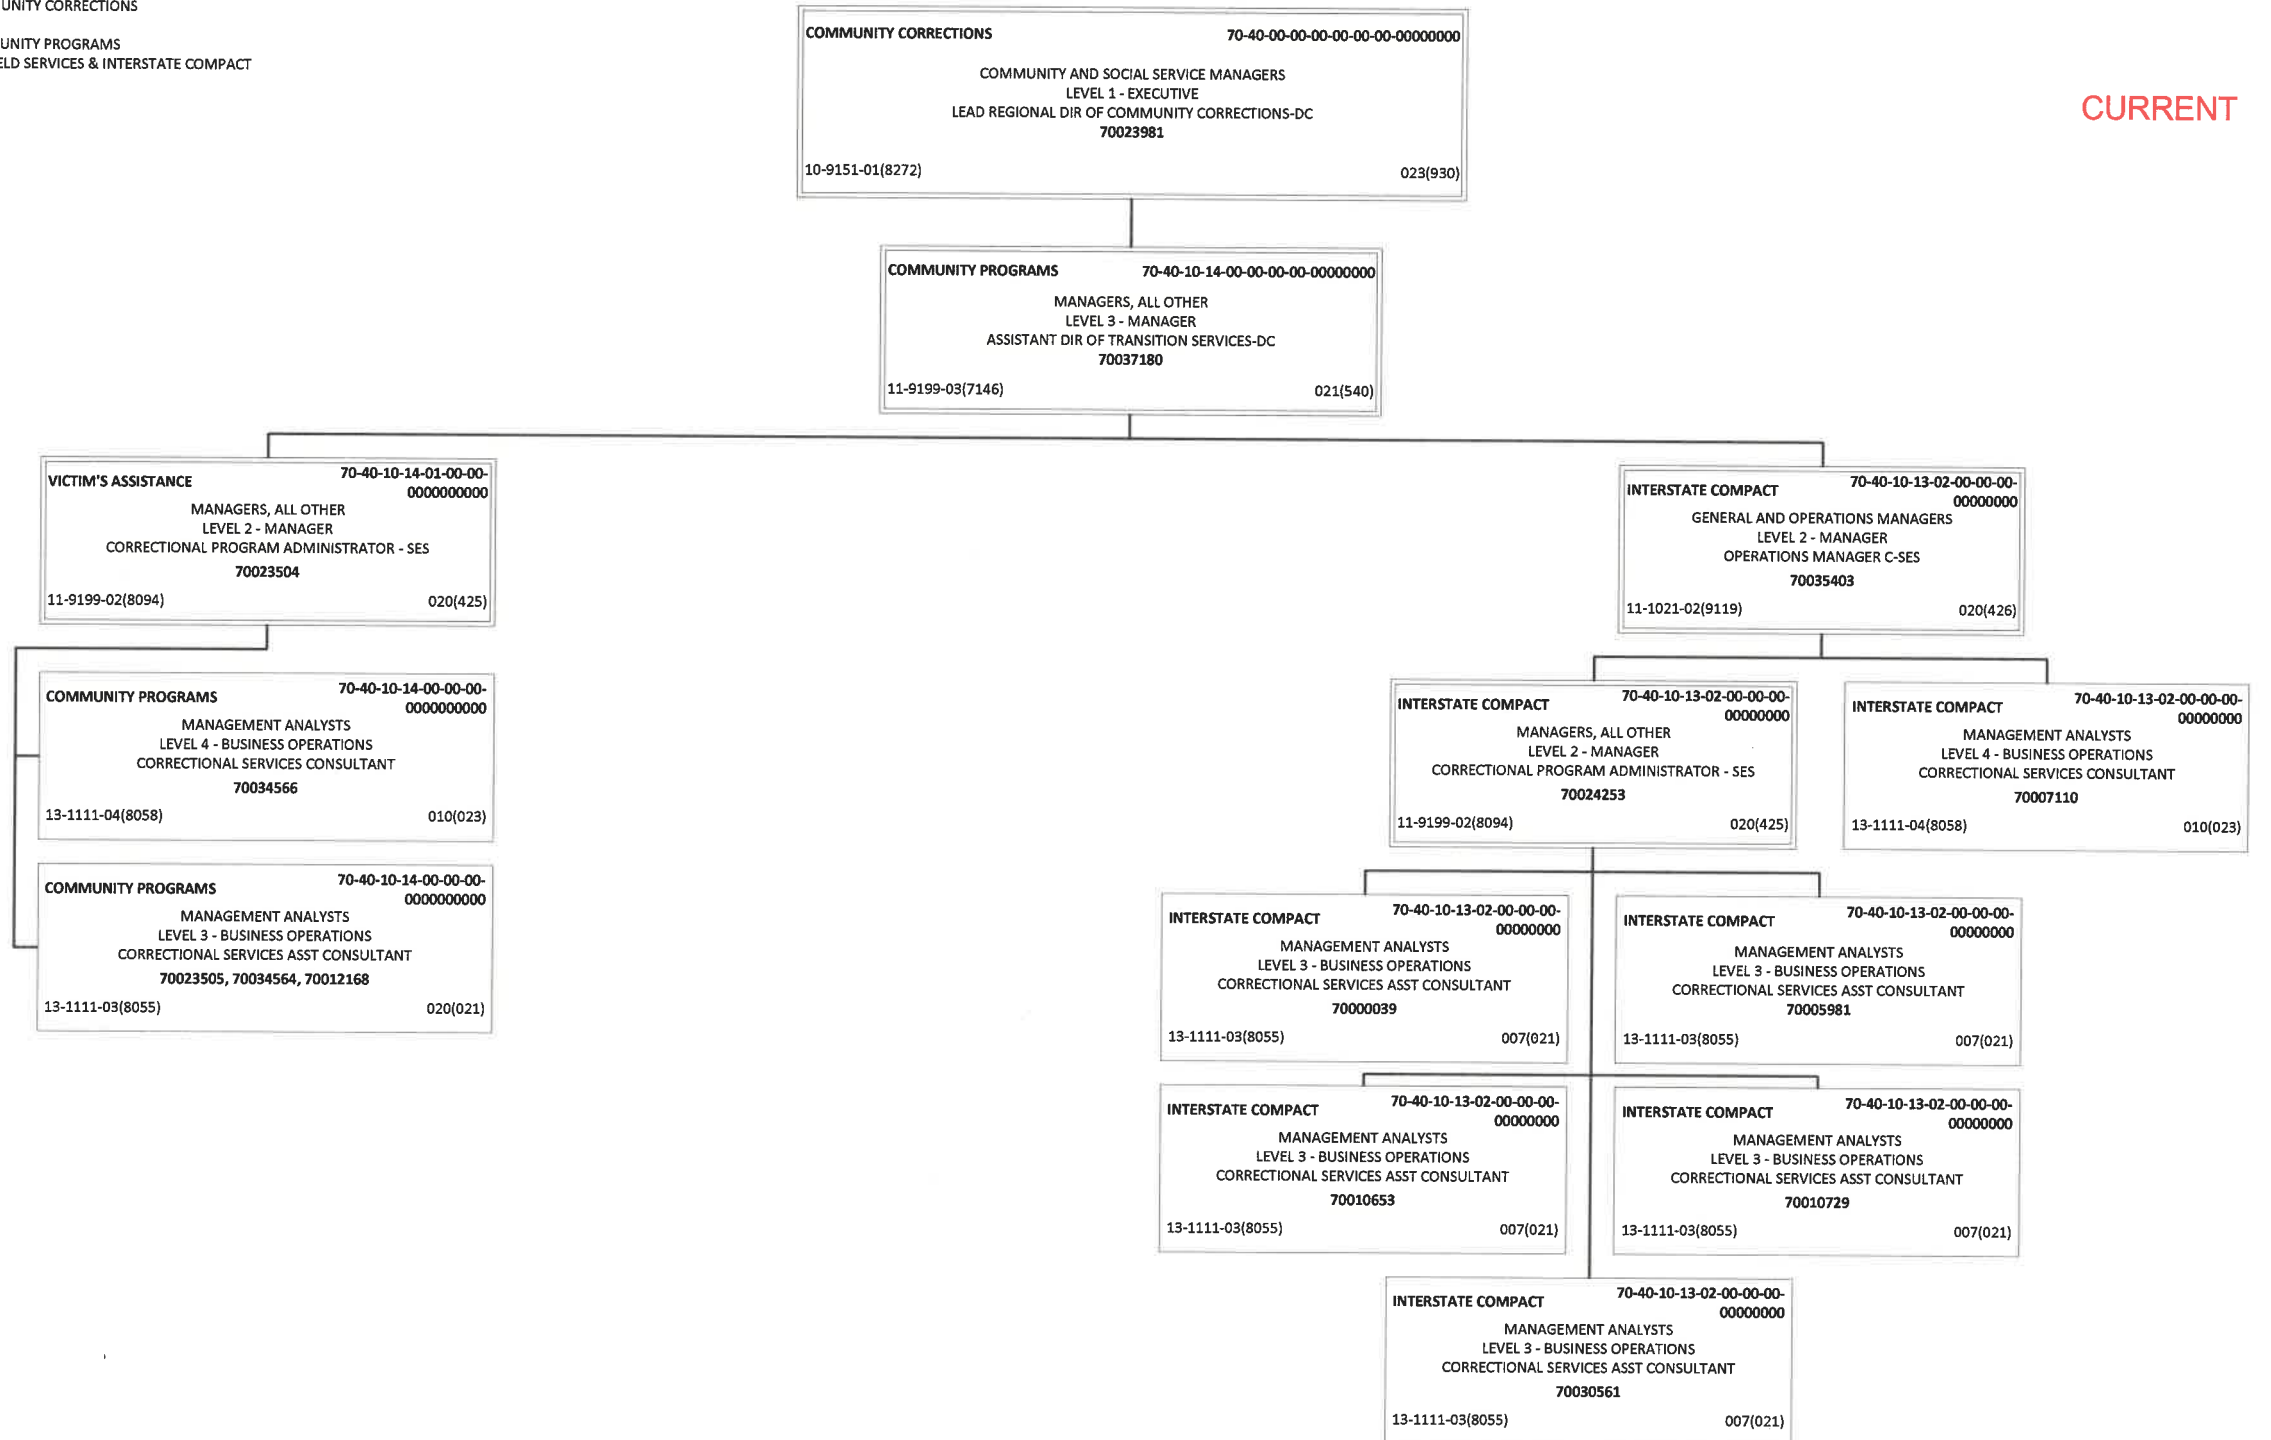 UNITY CORRECTIONS
UNITY PROGRAMS
ELD SERVICES & INTERSTATE COMPACT
CURRENT
COMMUNITY CORRECTIONS 70-40-00-00-00-00-00-00000000
COMMUNITY AND SOCIAL SERVICE MANAGERS
LEVEL 1 - EXECUTIVE
LEAD REGIONAL DIR OF COMMUNITY CORRECTIONS-DC
70023981
10-9151-01(8272) 023(930)
COMMUNITY PROGRAMS 70-40-10-14-00-00-00-00000000
MANAGERS, ALL OTHER
LEVEL 3 - MANAGER
ASSISTANT DIR OF TRANSITION SERVICES-DC
70037180
11-9199-03(7146) 021(540)
VICTIM'S ASSISTANCE 70-40-10-14-01-00-00-
0000000000
MANAGERS, ALL OTHER
LEVEL 2 - MANAGER
CORRECTIONAL PROGRAM ADMINISTRATOR - SES
70023504
11-9199-02(8094) 020(425)
INTERSTATE COMPACT 70-40-10-13-02-00-00-00-
00000000
GENERAL AND OPERATIONS MANAGERS
LEVEL 2 - MANAGER
OPERATIONS MANAGER C-SES
70035403
11-1021-02(9119) 020(426)
COMMUNITY PROGRAMS 70-40-10-14-00-00-00-
0000000000
MANAGEMENT ANALYSTS
LEVEL 4 - BUSINESS OPERATIONS
CORRECTIONAL SERVICES CONSULTANT
70034566
13-1111-04(8058) 010(023)
COMMUNITY PROGRAMS 70-40-10-14-00-00-00-
0000000000
MANAGEMENT ANALYSTS
LEVEL 3 - BUSINESS OPERATIONS
CORRECTIONAL SERVICES ASST CONSULTANT
70023505, 70034564, 70012168
13-1111-03(8055) 020(021)
INTERSTATE COMPACT 70-40-10-13-02-00-00-00-
00000000
MANAGERS, ALL OTHER
LEVEL 2 - MANAGER
CORRECTIONAL PROGRAM ADMINISTRATOR - SES
70024253
11-9199-02(8094) 020(425)
INTERSTATE COMPACT 70-40-10-13-02-00-00-00-
00000000
MANAGEMENT ANALYSTS
LEVEL 4 - BUSINESS OPERATIONS
CORRECTIONAL SERVICES CONSULTANT
70007110
13-1111-04(8058) 010(023)
INTERSTATE COMPACT 70-40-10-13-02-00-00-00-
00000000
MANAGEMENT ANALYSTS
LEVEL 3 - BUSINESS OPERATIONS
CORRECTIONAL SERVICES ASST CONSULTANT
70000039
13-1111-03(8055) 007(021)
INTERSTATE COMPACT 70-40-10-13-02-00-00-00-
00000000
MANAGEMENT ANALYSTS
LEVEL 3 - BUSINESS OPERATIONS
CORRECTIONAL SERVICES ASST CONSULTANT
70005981
13-1111-03(8055) 007(021)
INTERSTATE COMPACT 70-40-10-13-02-00-00-00-
00000000
MANAGEMENT ANALYSTS
LEVEL 3 - BUSINESS OPERATIONS
CORRECTIONAL SERVICES ASST CONSULTANT
70010653
13-1111-03(8055) 007(021)
INTERSTATE COMPACT 70-40-10-13-02-00-00-00-
00000000
MANAGEMENT ANALYSTS
LEVEL 3 - BUSINESS OPERATIONS
CORRECTIONAL SERVICES ASST CONSULTANT
70010729
13-1111-03(8055) 007(021)
INTERSTATE COMPACT 70-40-10-13-02-00-00-00-
00000000
MANAGEMENT ANALYSTS
LEVEL 3 - BUSINESS OPERATIONS
CORRECTIONAL SERVICES ASST CONSULTANT
70030561
13-1111-03(8055) 007(021)